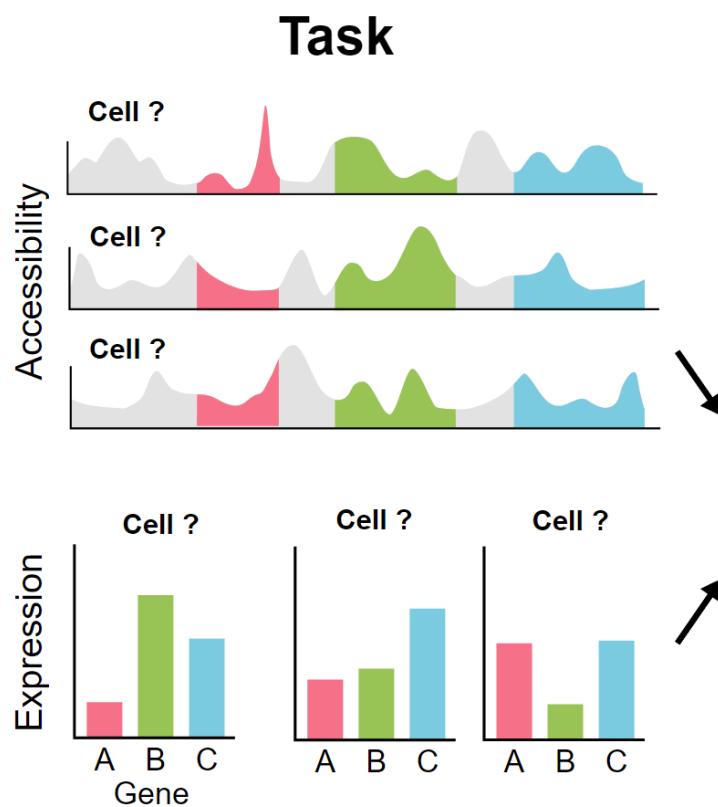 Task
Accessibility
Cell ?
Cell ?
Cell ?
Expression
Cell ?
Cell ?
Cell ?
A B C
A B C
A B C
Gene